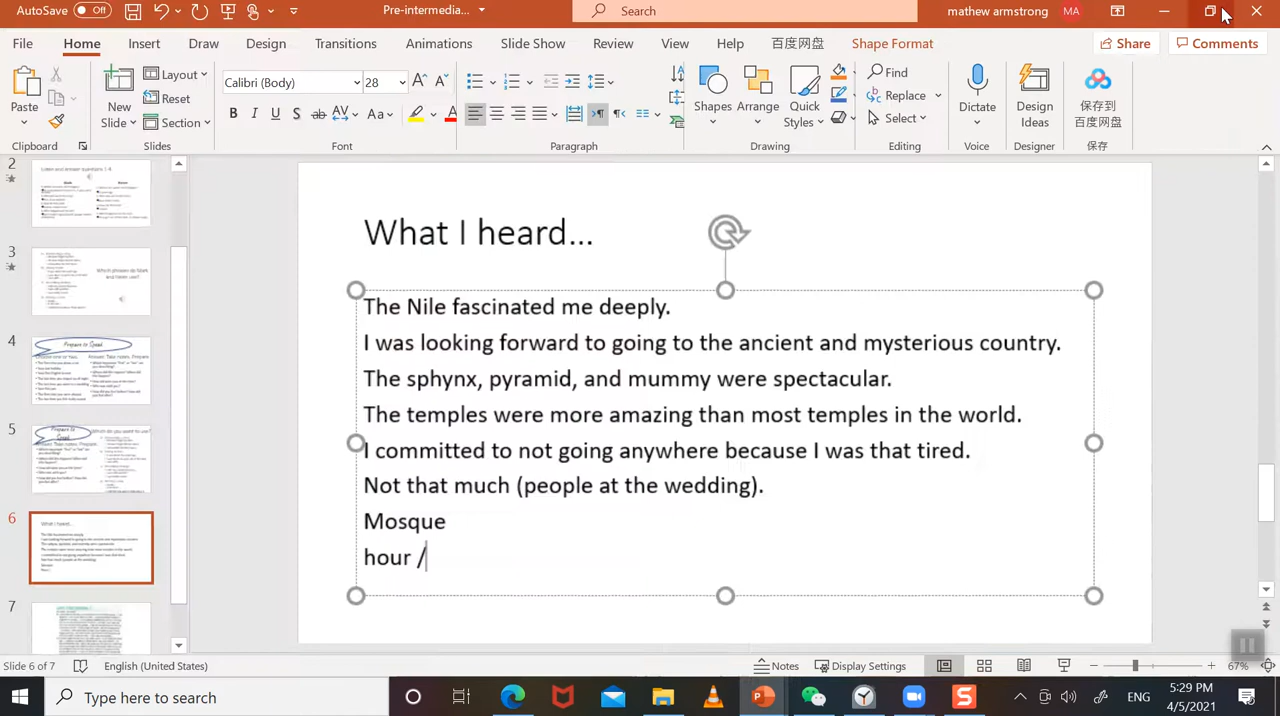 AutoSave Off Pre-intermedia... Search mathew armstrong MA
File Home Insert Draw Design Transitions Animations Slide Show Review View Help 百度网盘 Shape Format Share Comments
Paste New Slide Layout Reset Section Calibri (Body) 28 Shapes Arrange Quick Styles Find Replace Select Dictate Design Ideas 保存到 百度网盘
Clipboard Slides Font Paragraph Drawing Editing Voice Designer 保存
2
3
4
5
6
7
What I heard...
The Nile fascinated me deeply.
I was looking forward to going to the ancient and mysterious country.
The sphynx, pyramid, and mummy were spectacular.
The temples were more amazing than most temples in the world.
I committed to not going anywhere because I was that tired.
Not that much (people at the wedding).
Mosque
hour /
Slide 6 of 7 English (United States) Notes Display Settings 67%
Type here to search ENG 5:29 PM
4/5/2021